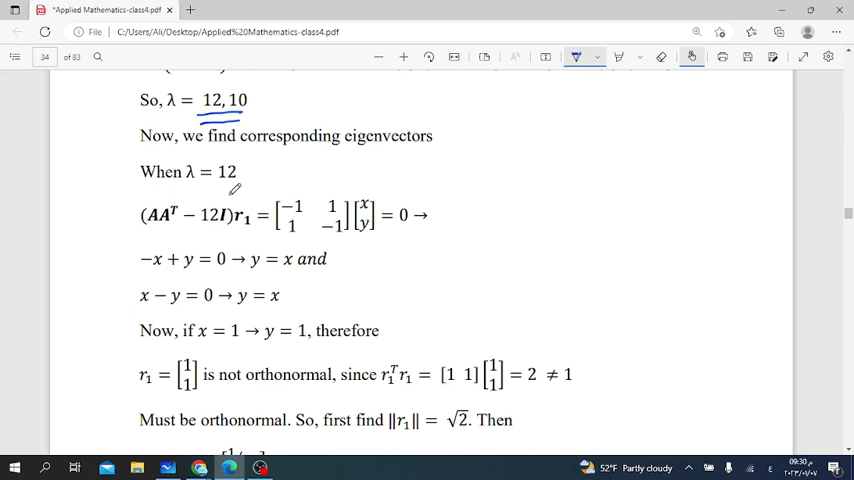 Applied Mathematics-class4.pdf
File C:/Users/Ali/Desktop/Applied%20Mathematics-class4.pdf
34 of 83
So, λ = 12, 10
Now, we find corresponding eigenvectors
When λ = 12
(AAᵀ − 12I)r₁ = [−1 1; 1 −1] [x; y] = 0 →
−x + y = 0 → y = x and
x − y = 0 → y = x
Now, if x = 1 → y = 1, therefore
r₁ = [1; 1] is not orthonormal, since r₁ᵀr₁ = [1 1] [1; 1] = 2 ≠ 1
Must be orthonormal. So, first find ‖r₁‖ = √2. Then
52°F Partly cloudy
ع
09:30 م